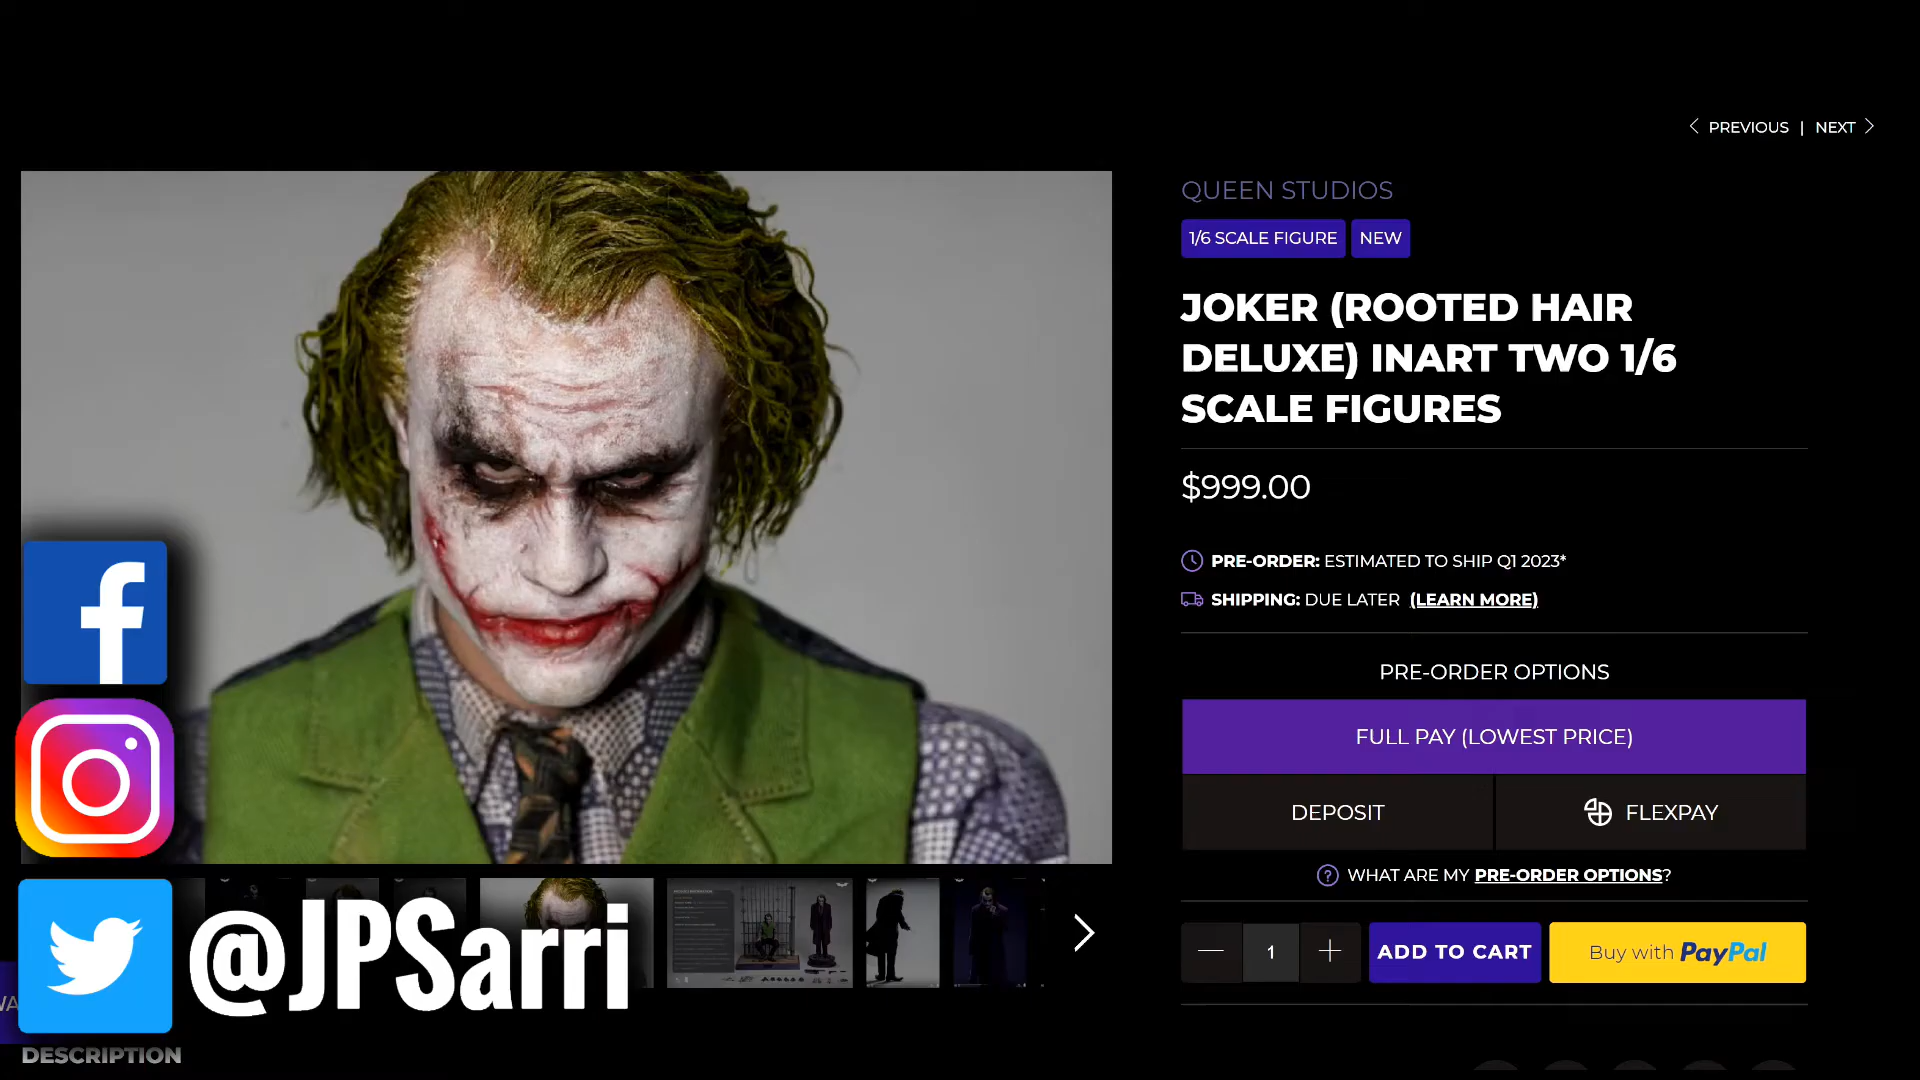 PREVIOUS | NEXT
QUEEN STUDIOS
1/6 SCALE FIGURE NEW
JOKER (ROOTED HAIR
DELUXE) INART TWO 1/6
SCALE FIGURES
$999.00
PRE-ORDER: ESTIMATED TO SHIP Q1 2023*
SHIPPING: DUE LATER (LEARN MORE)
PRE-ORDER OPTIONS
FULL PAY (LOWEST PRICE)
DEPOSIT
FLEXPAY
? WHAT ARE MY PRE-ORDER OPTIONS?
— 1 + ADD TO CART Buy with PayPal
@JPSarri
DESCRIPTION